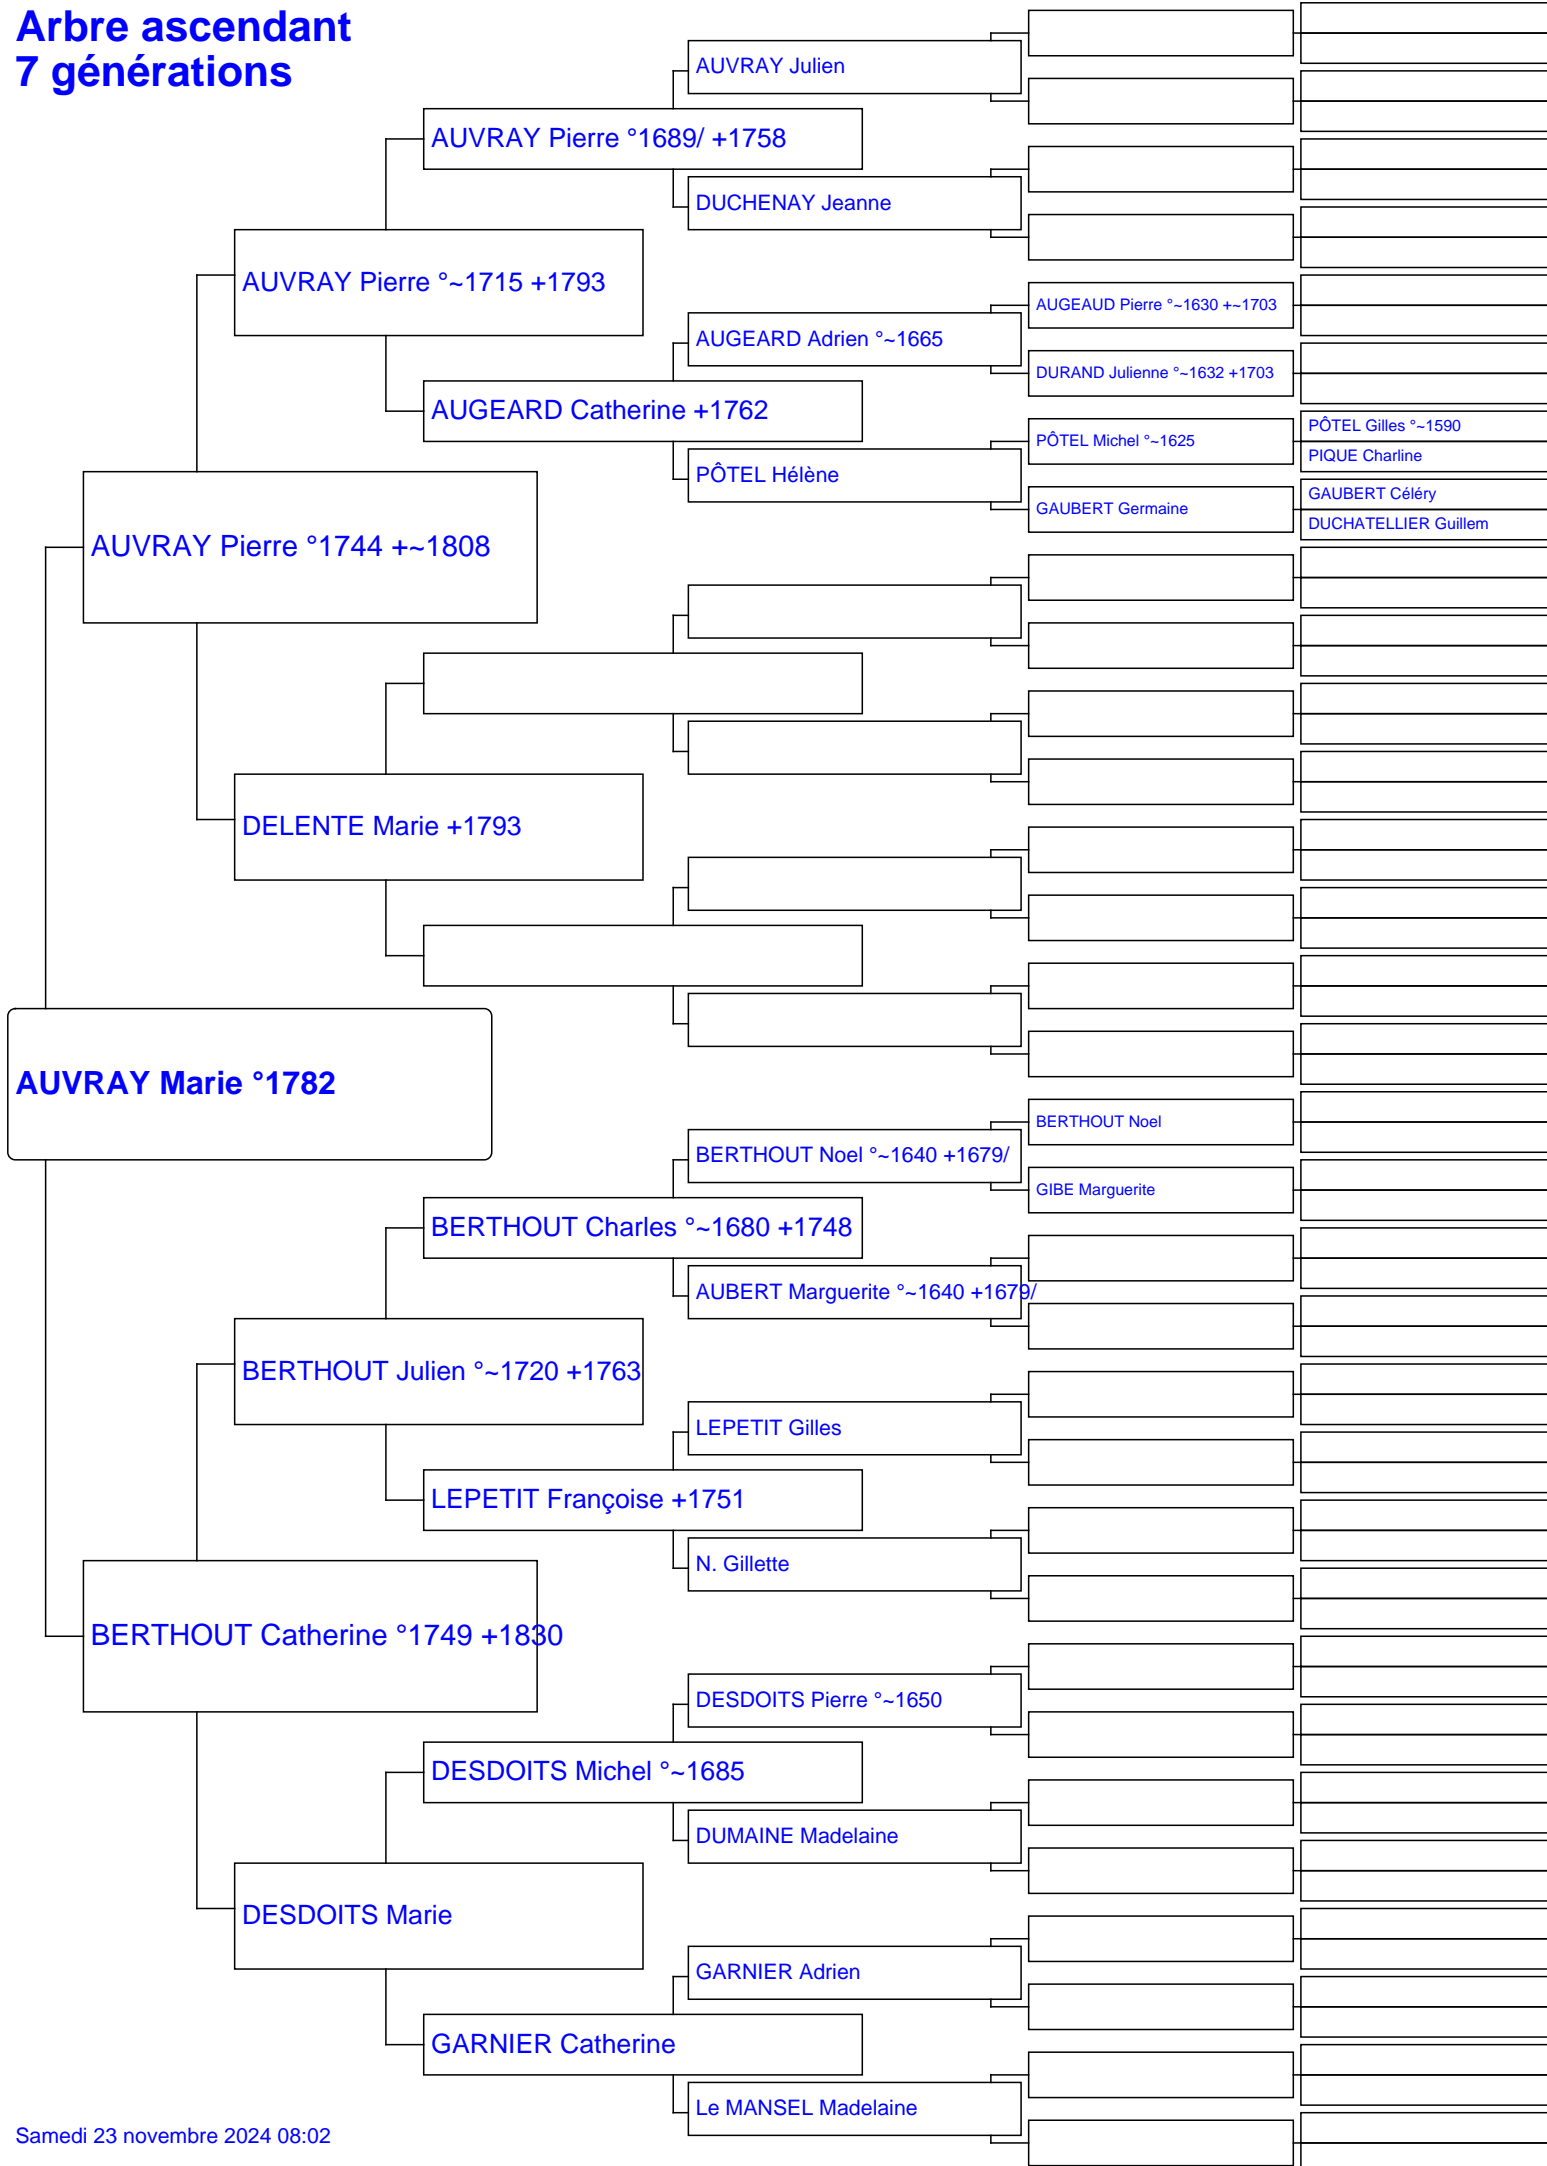 Arbre ascendant
7 générations
AUVRAY Julien
AUVRAY Pierre °1689/ +1758
DUCHENAY Jeanne
AUVRAY Pierre °~1715 +1793
AUGEAUD Pierre °~1630 +~1703
AUGEARD Adrien °~1665
DURAND Julienne °~1632 +1703
AUGEARD Catherine +1762
PÔTEL Gilles °~1590
PÔTEL Michel °~1625
PIQUE Charline
PÔTEL Hélène
GAUBERT Céléry
GAUBERT Germaine
DUCHATELLIER Guillem
AUVRAY Pierre °1744 +~1808
DELENTE Marie +1793
AUVRAY Marie °1782
BERTHOUT Noel
BERTHOUT Noel °~1640 +1679/
GIBE Marguerite
BERTHOUT Charles °~1680 +1748
AUBERT Marguerite °~1640 +1679/
BERTHOUT Julien °~1720 +1763
LEPETIT Gilles
LEPETIT Françoise +1751
N. Gillette
BERTHOUT Catherine °1749 +1830
DESDOITS Pierre °~1650
DESDOITS Michel °~1685
DUMAINE Madelaine
DESDOITS Marie
GARNIER Adrien
GARNIER Catherine
Le MANSEL Madelaine
Samedi 23 novembre 2024 08:02